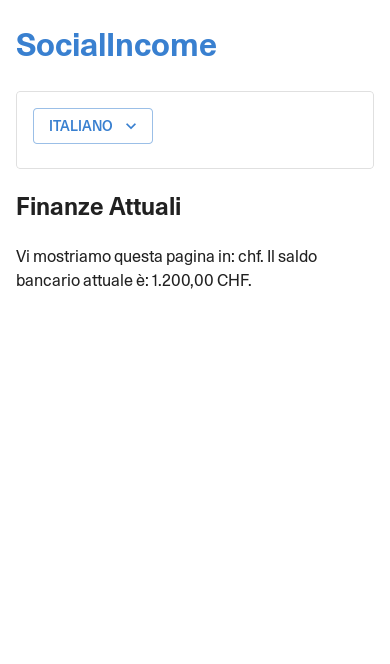 SocialIncome
ITALIANO
Finanze Attuali
Vi mostriamo questa pagina in: chf. Il saldo
bancario attuale è: 1.200,00 CHF.